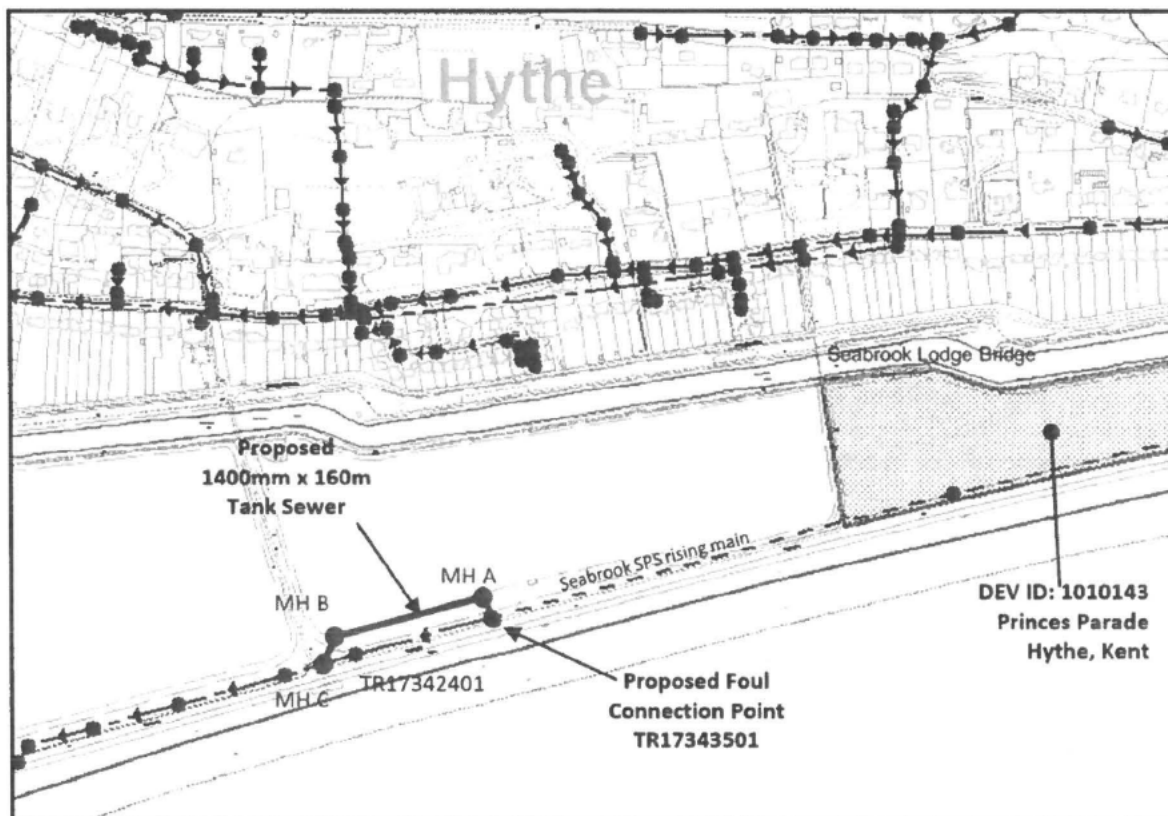 Hythe
Seabrook Lodge Bridge
Proposed
1400mm x 160m
Tank Sewer
Seabrook SPS rising main
MH A
MH B
DEV ID: 1010143
Princes Parade
Hythe, Kent
MH C
TR17342401
Proposed Foul
Connection Point
TR17343501